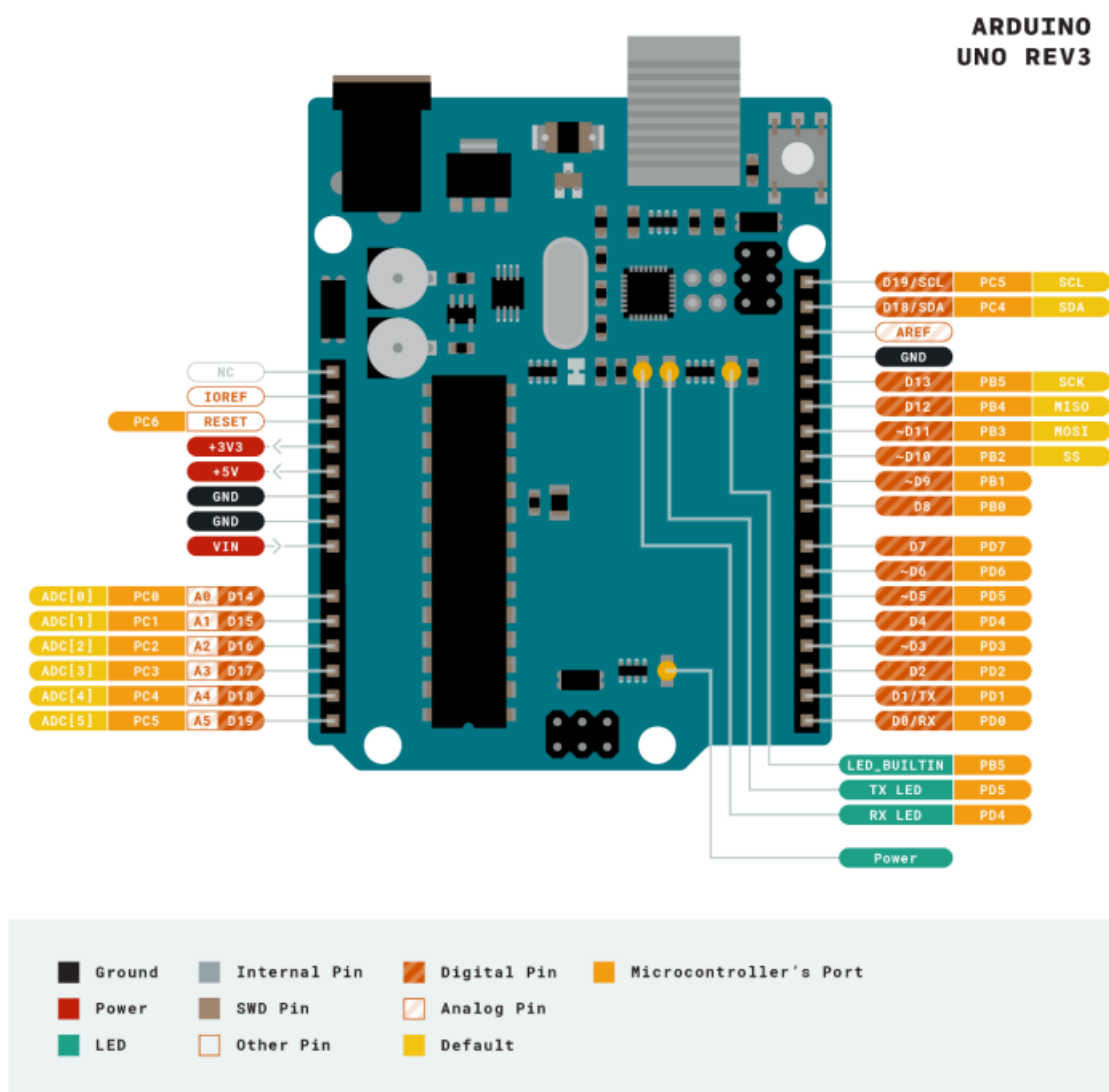 ARDUINO
UNO REV3
NC
IOREF
PC6 RESET
+3V3
+5V
GND
GND
VIN
ADC[0] PC0 A0 D14
ADC[1] PC1 A1 D15
ADC[2] PC2 A2 D16
ADC[3] PC3 A3 D17
ADC[4] PC4 A4 D18
ADC[5] PC5 A5 D19
D19/SCL PC5 SCL
D18/SDA PC4 SDA
AREF
GND
D13 PB5 SCK
D12 PB4 MISO
~D11 PB3 MOSI
~D10 PB2 SS
~D9 PB1
D8 PB0
D7 PD7
~D6 PD6
~D5 PD5
D4 PD4
~D3 PD3
D2 PD2
D1/TX PD1
D0/RX PD0
LED_BUILTIN PB5
TX LED PD5
RX LED PD4
Power
Ground
Power
LED
Internal Pin
SWD Pin
Other Pin
Digital Pin
Analog Pin
Default
Microcontroller's Port